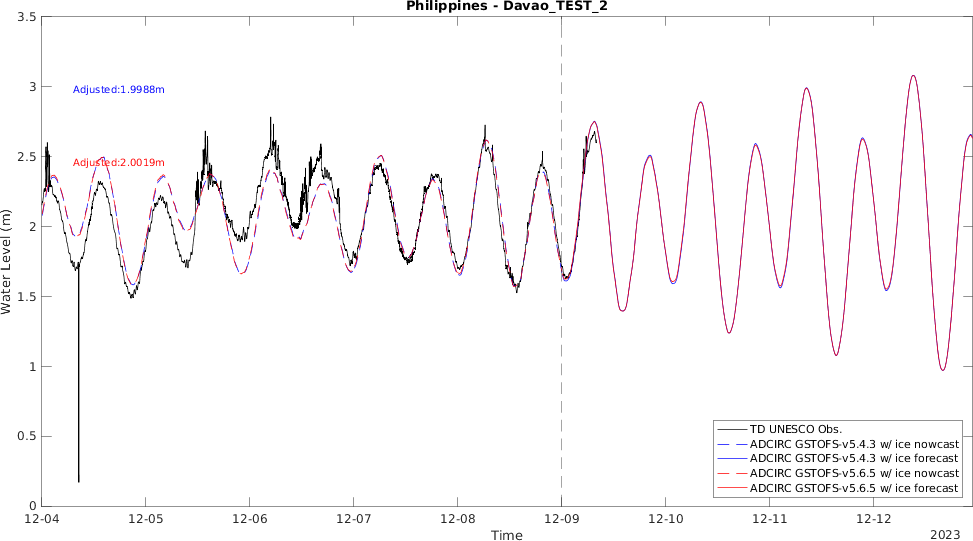 Philippines - Davao_TEST_2
3.5
3
2.5
2
1.5
1
0.5
0
Water Level (m)
Adjusted:1.9988m
Adjusted:2.0019m
TD UNESCO Obs.
ADCIRC GSTOFS-v5.4.3 w/ ice nowcast
ADCIRC GSTOFS-v5.4.3 w/ ice forecast
ADCIRC GSTOFS-v5.6.5 w/ ice nowcast
ADCIRC GSTOFS-v5.6.5 w/ ice forecast
12-04 12-05 12-06 12-07 12-08 12-09 12-10 12-11 12-12
Time
2023